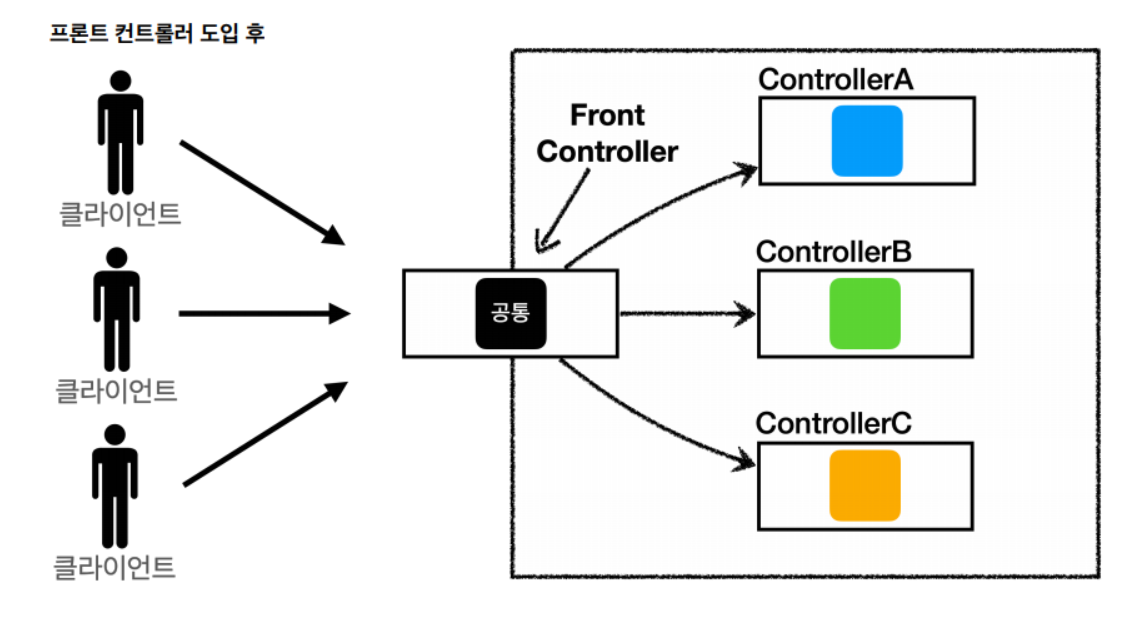 프론트 컨트롤러 도입 후
클라이언트
클라이언트
클라이언트
Front
Controller
공통
ControllerA
ControllerB
ControllerC